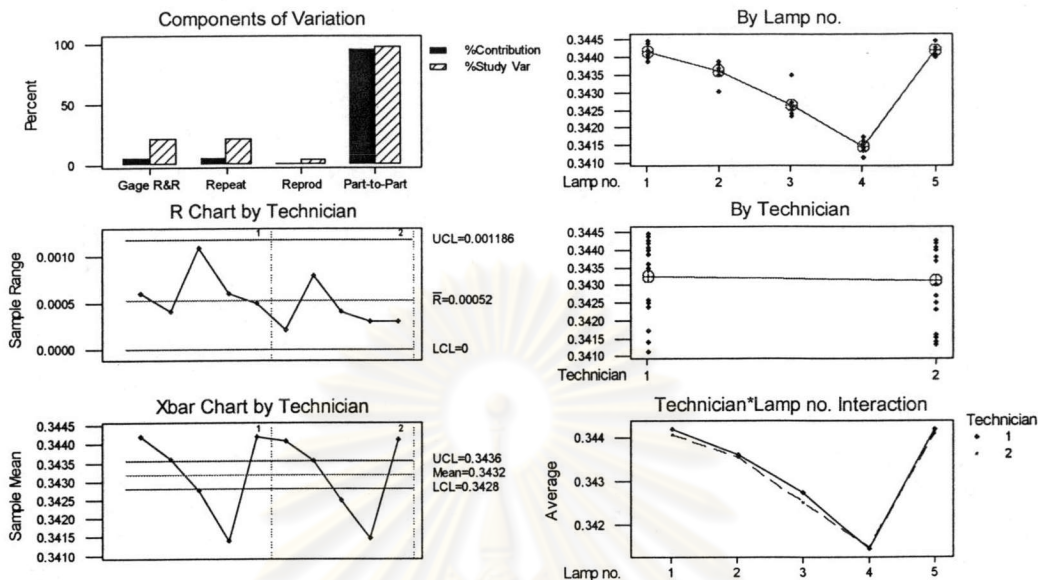 Components of Variation
100
50
0
Percent
%Contribution
%Study Var
Gage R&R Repeat Reprod Part-to-Part
By Lamp no.
0.3445
0.3440
0.3435
0.3430
0.3425
0.3420
0.3415
0.3410
Lamp no. 1 2 3 4 5
R Chart by Technician
1 2
0.0010
0.0005
0.0000
Sample Range
UCL=0.001186
R=0.00052
LCL=0
By Technician
0.3445
0.3440
0.3435
0.3430
0.3425
0.3420
0.3415
0.3410
Technician 1 2
Xbar Chart by Technician
1 2
0.3445
0.3440
0.3435
0.3430
0.3425
0.3420
0.3415
0.3410
Sample Mean
UCL=0.3436
Mean=0.3432
LCL=0.3428
Technician*Lamp no. Interaction
Technician
1
2
0.344
0.343
0.342
Average
Lamp no. 1 2 3 4 5